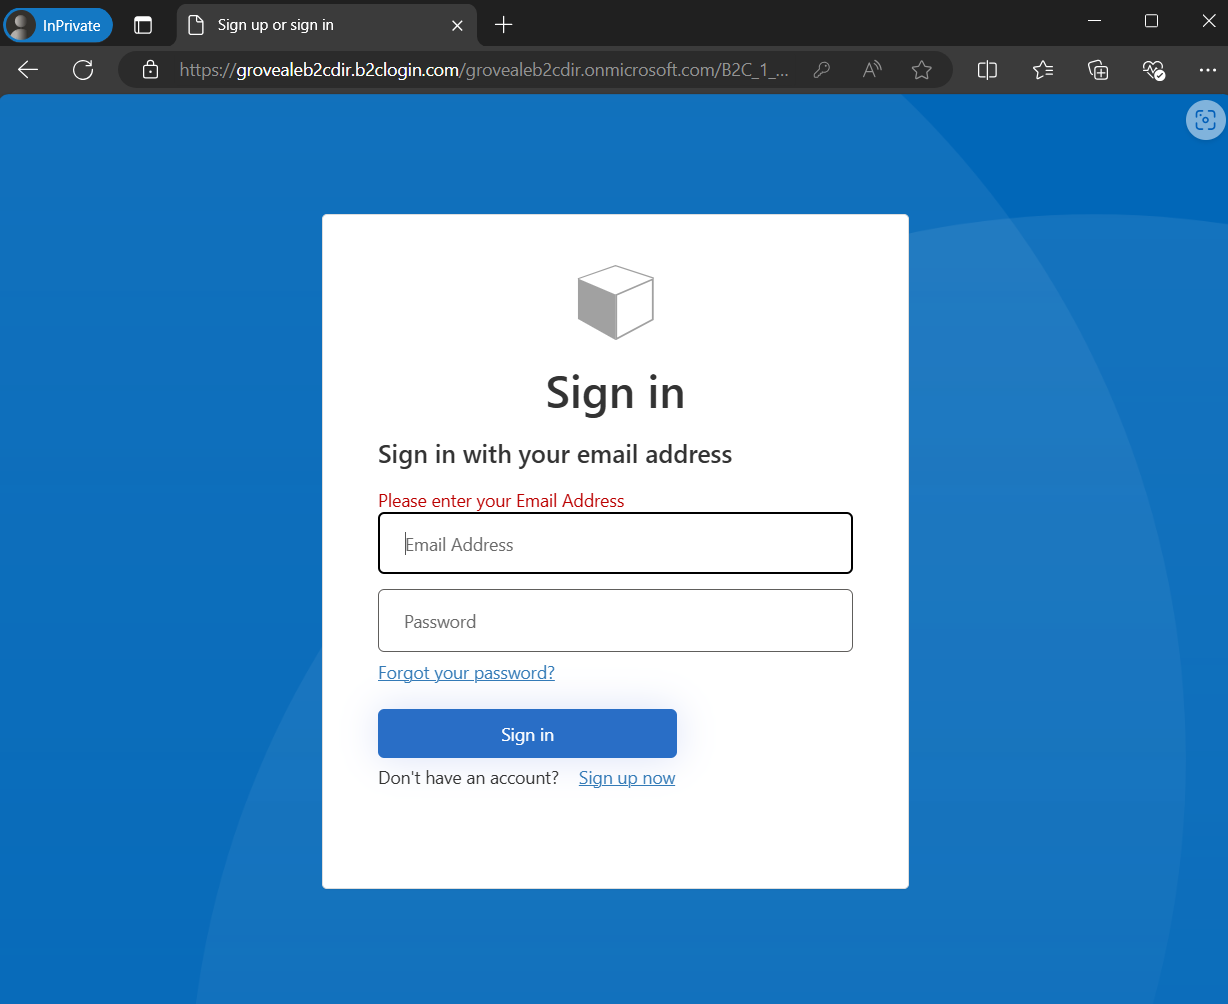 InPrivate
Sign up or sign in
https://grovealeb2cdir.b2clogin.com/grovealeb2cdir.onmicrosoft.com/B2C_1_...
Sign in
Sign in with your email address
Please enter your Email Address
Email Address
Password
Forgot your password?
Sign in
Don't have an account? Sign up now